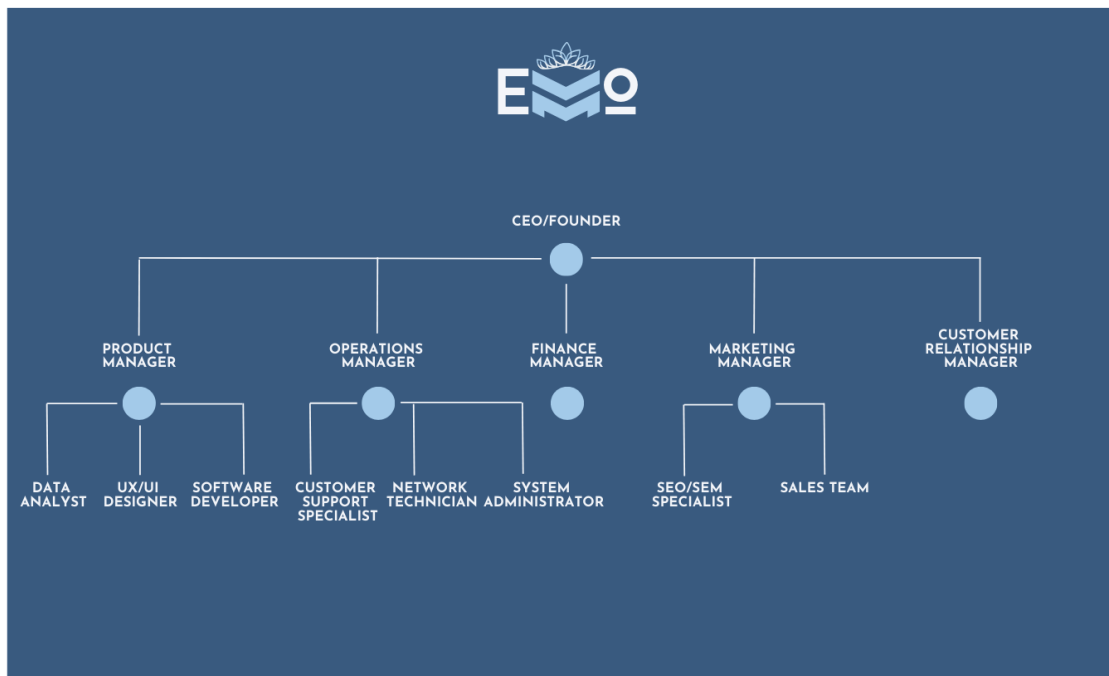 EMO
CEO/FOUNDER
PRODUCT
MANAGER
OPERATIONS
MANAGER
FINANCE
MANAGER
MARKETING
MANAGER
CUSTOMER
RELATIONSHIP
MANAGER
DATA
ANALYST
UX/UI
DESIGNER
SOFTWARE
DEVELOPER
CUSTOMER
SUPPORT
SPECIALIST
NETWORK
TECHNICIAN
SYSTEM
ADMINISTRATOR
SEO/SEM
SPECIALIST
SALES TEAM